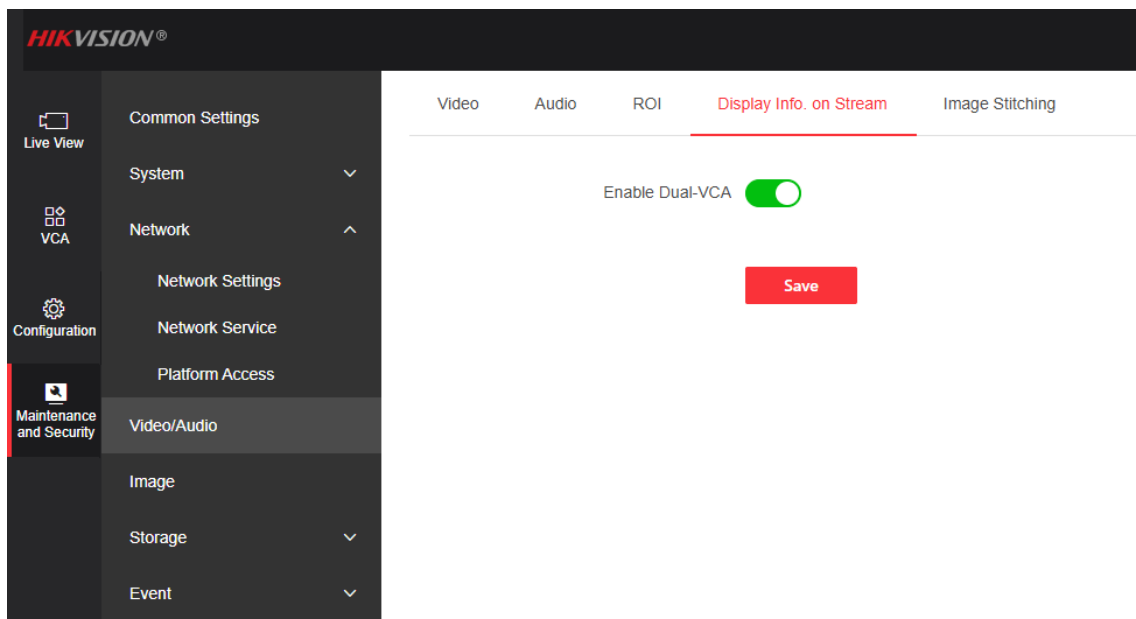 HIKVISION®
Live View
VCA
Configuration
Maintenance
and Security
Common Settings
System
Network
Network Settings
Network Service
Platform Access
Video/Audio
Image
Storage
Event
Video Audio ROI Display Info. on Stream Image Stitching
Enable Dual-VCA
Save